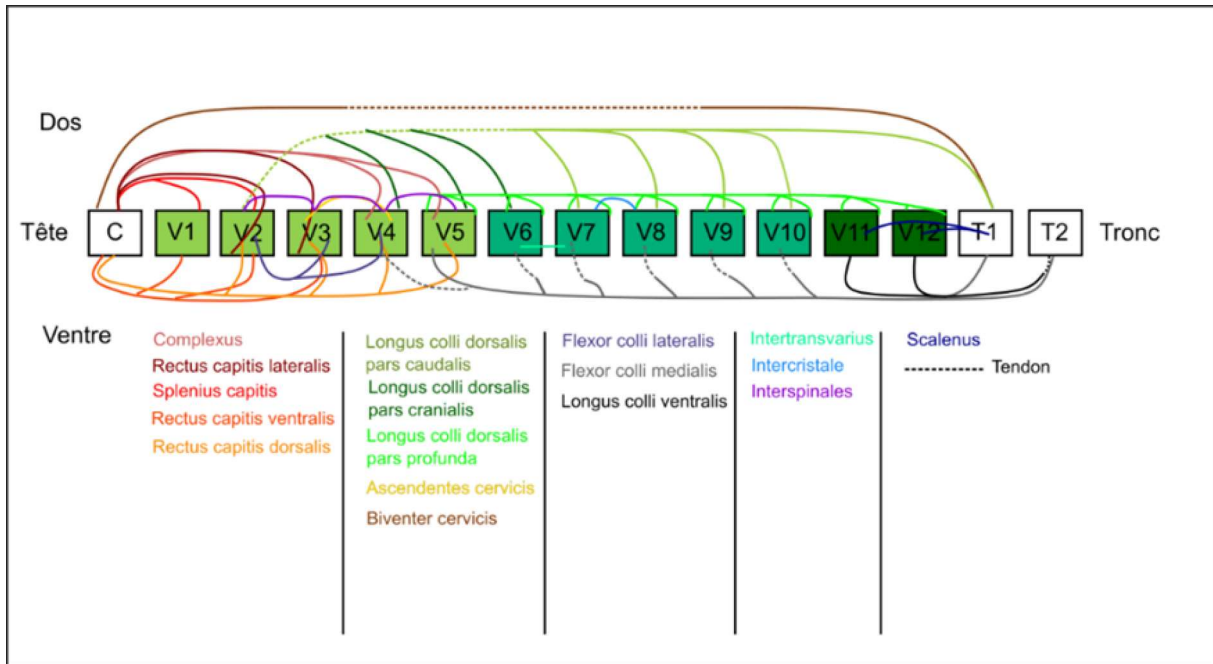 Dos
Tête C V1 V2 V3 V4 V5 V6 V7 V8 V9 V10 V11 V12 T1 T2 Tronc
Ventre
Complexus
Rectus capitis lateralis
Splenius capitis
Rectus capitis ventralis
Rectus capitis dorsalis
Longus colli dorsalis
pars caudalis
Longus colli dorsalis
pars cranialis
Longus colli dorsalis
pars profunda
Ascendentes cervicis
Biventer cervicis
Flexor colli lateralis
Flexor colli medialis
Longus colli ventralis
Intertransvarius
Intercristale
Interspinales
Scalenus
Tendon